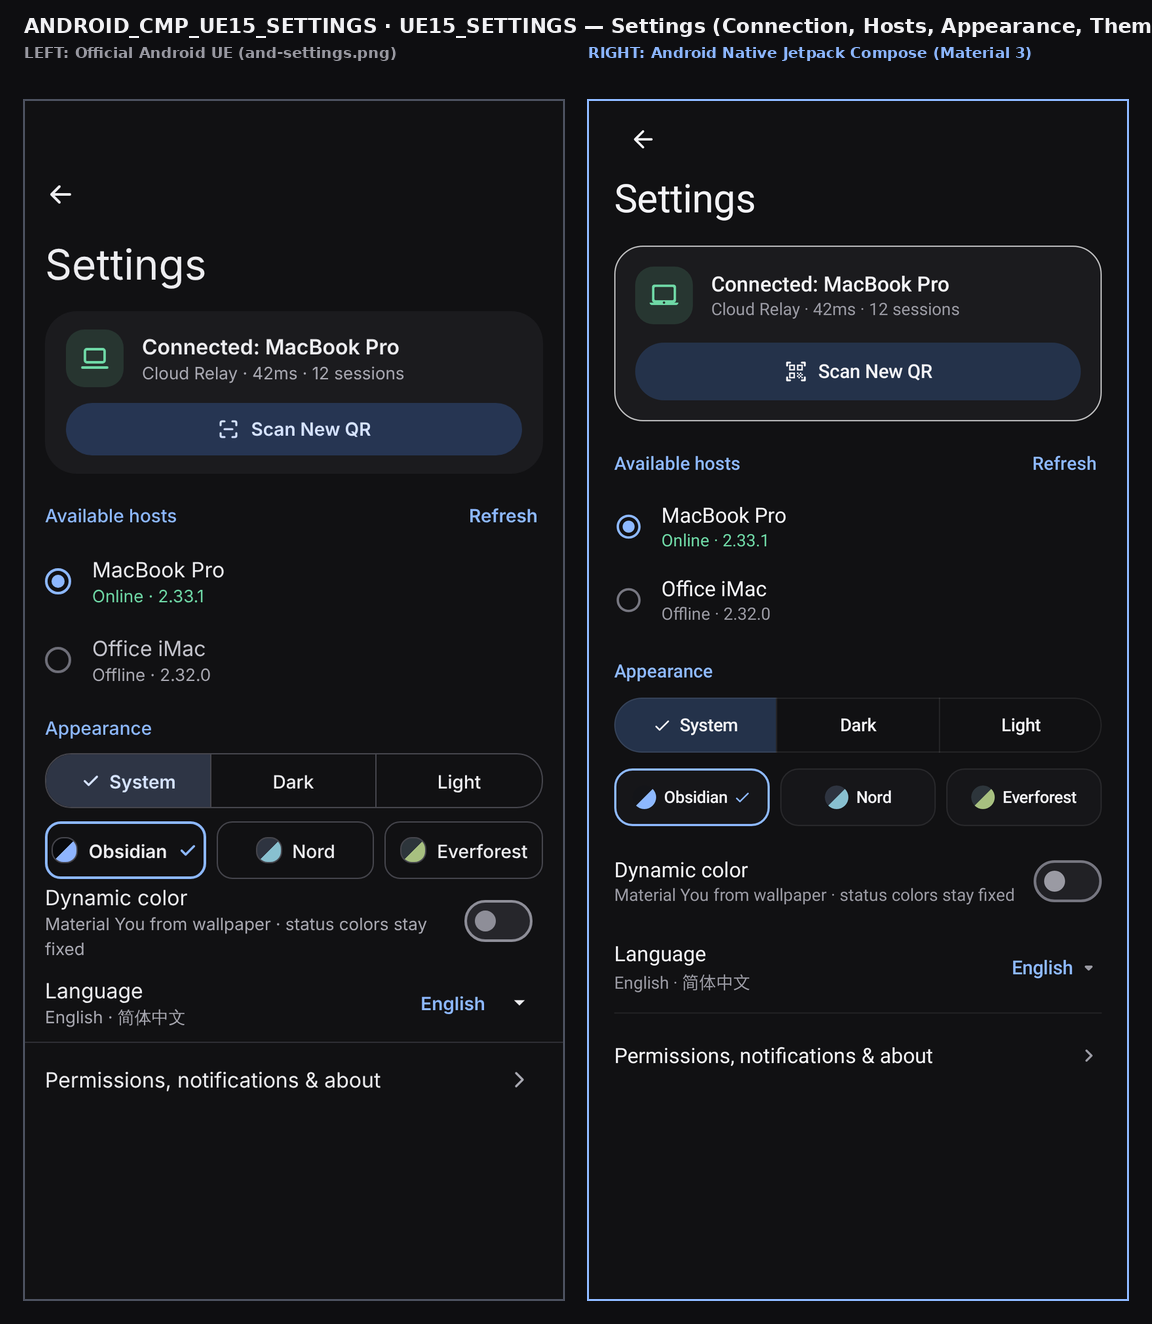 ANDROID_CMP_UE15_SETTINGS · UE15_SETTINGS — Settings (Connection, Hosts, Appearance, Them
LEFT: Official Android UE (and-settings.png)
RIGHT: Android Native Jetpack Compose (Material 3)
Settings
Connected: MacBook Pro
Cloud Relay · 42ms · 12 sessions
Scan New QR
Available hosts
Refresh
MacBook Pro
Online · 2.33.1
Office iMac
Offline · 2.32.0
Appearance
System
Dark
Light
Obsidian
Nord
Everforest
Dynamic color
Material You from wallpaper · status colors stay
fixed
Language
English · 简体中文
English
Permissions, notifications & about
Settings
Connected: MacBook Pro
Cloud Relay · 42ms · 12 sessions
Scan New QR
Available hosts
Refresh
MacBook Pro
Online · 2.33.1
Office iMac
Offline · 2.32.0
Appearance
System
Dark
Light
Obsidian
Nord
Everforest
Dynamic color
Material You from wallpaper · status colors stay fixed
Language
English · 简体中文
English
Permissions, notifications & about